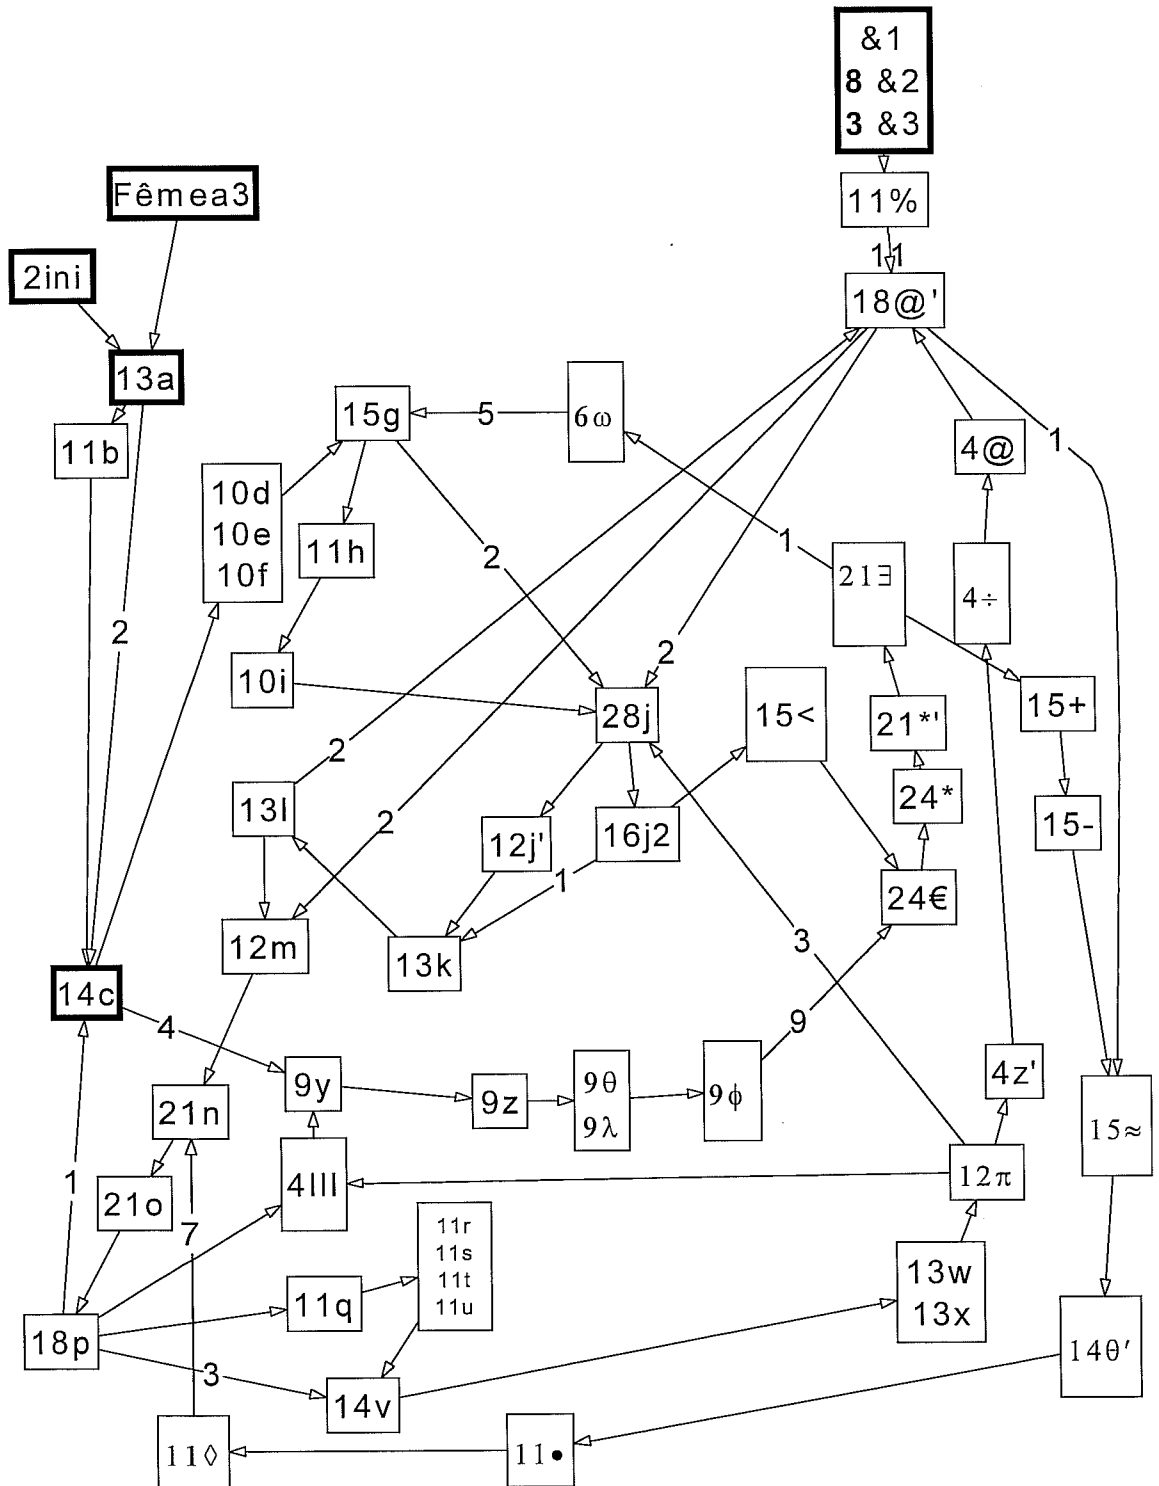 &1
8 &2
3 &3
Fêmea3
11%
11
2ini
18@'
13a
15g
5
6ω
4@
1
11b
10d
10e
10f
11h
2
1
21∃
4÷
2
10i
2
28j
15<
21*'
15+
2
13l
2
12j'
16j2
24*
15-
1
24€
12m
13k
3
14c
4
9
9y
9z
9θ
9λ
9ϕ
4z'
21n
15≈
1
21o
7
4III
12π
11r
11s
11t
11u
13w
13x
11q
18p
3
14v
14θ′
11◊
11●